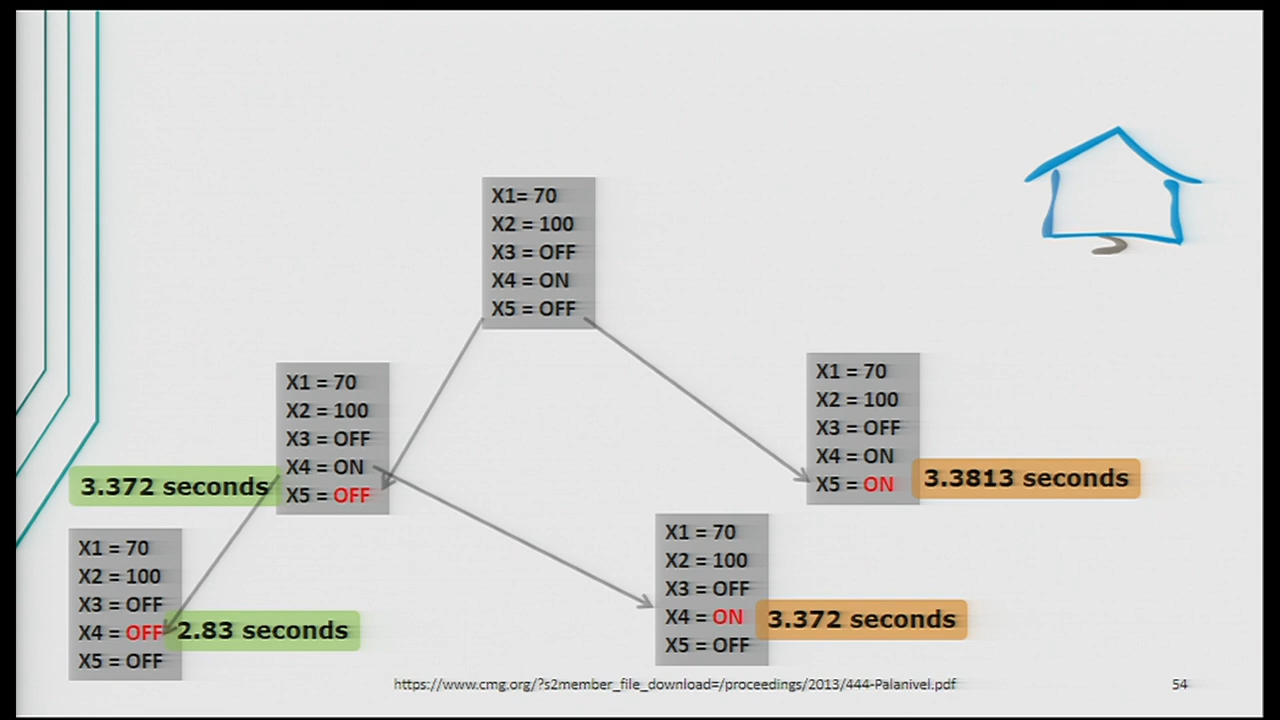 X1= 70
X2 = 100
X3 = OFF
X4 = ON
X5 = OFF
X1 = 70
X2 = 100
X3 = OFF
X4 = ON
X5 = OFF
3.372 seconds
X1 = 70
X2 = 100
X3 = OFF
X4 = ON
X5 = ON
3.3813 seconds
X1 = 70
X2 = 100
X3 = OFF
X4 = OFF
X5 = OFF
2.83 seconds
X1 = 70
X2 = 100
X3 = OFF
X4 = ON
X5 = OFF
3.372 seconds
https://www.cmg.org/?s2member_file_download=/proceedings/2013/444-Palanivel.pdf
54